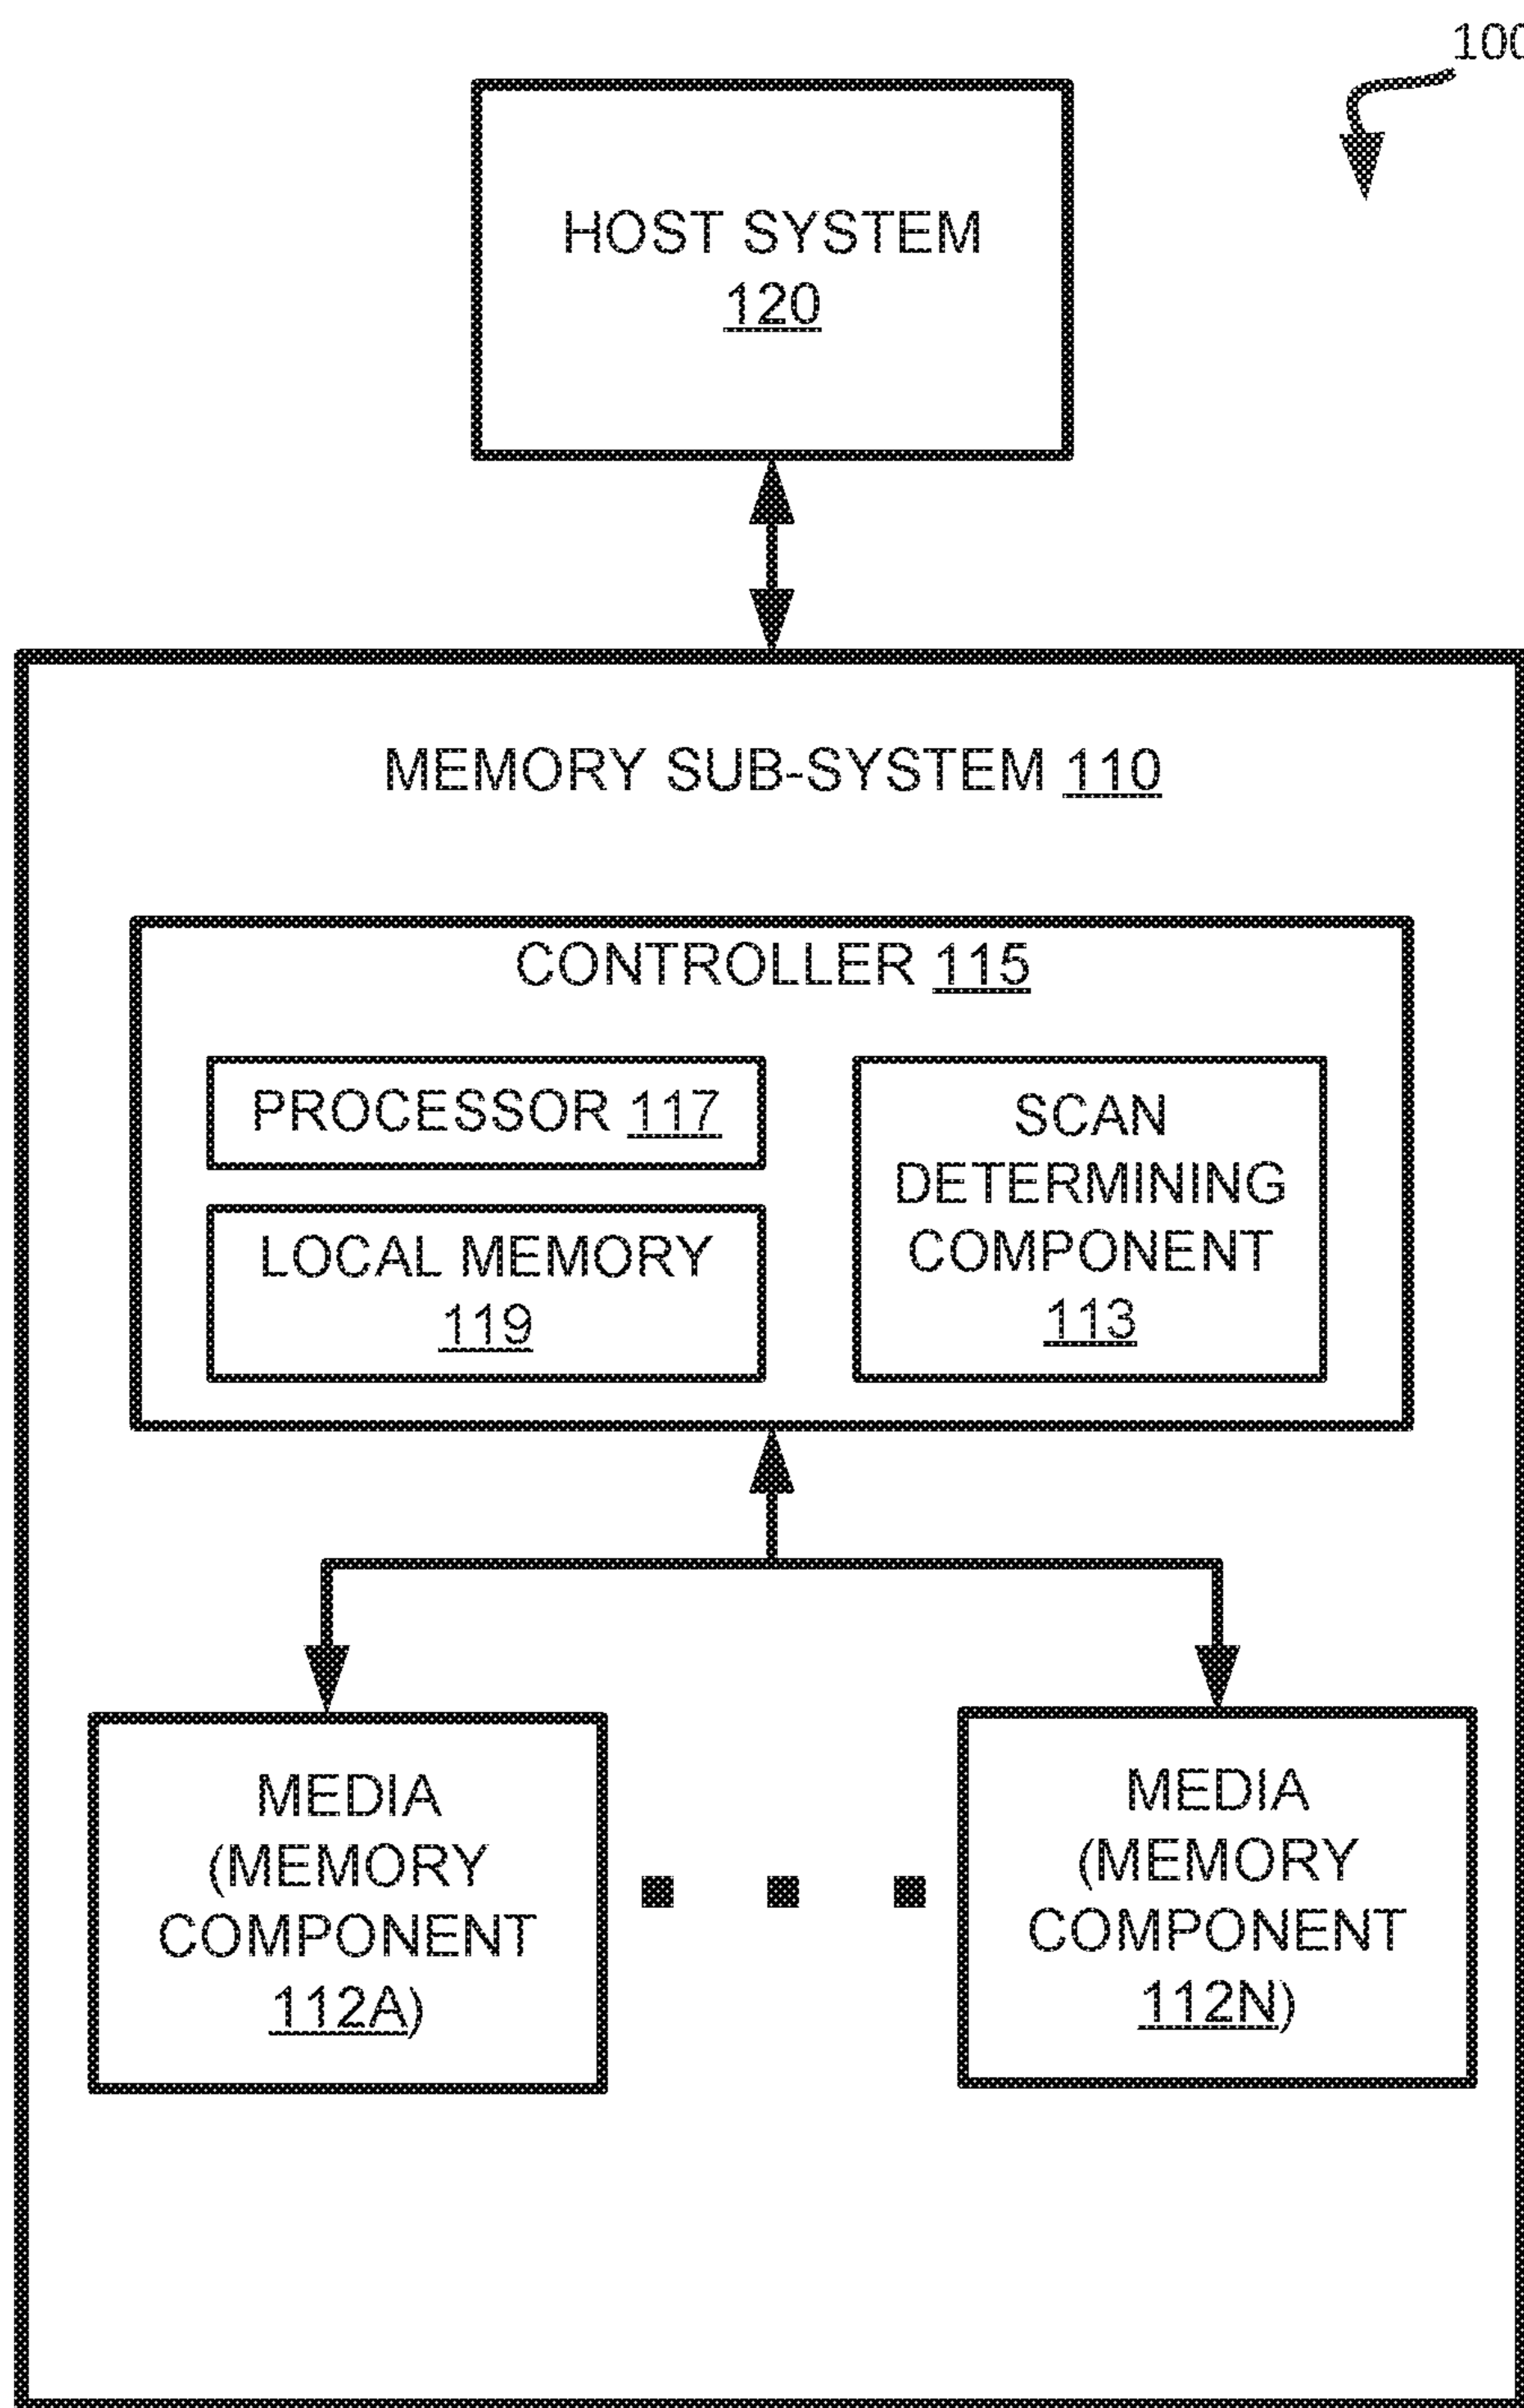 100
HOST SYSTEM
120
MEMORY SUB-SYSTEM 110
CONTROLLER 115
PROCESSOR 117
LOCAL MEMORY
119
SCAN
DETERMINING
COMPONENT
113
MEDIA
(MEMORY
COMPONENT
112A)
MEDIA
(MEMORY
COMPONENT
112N)